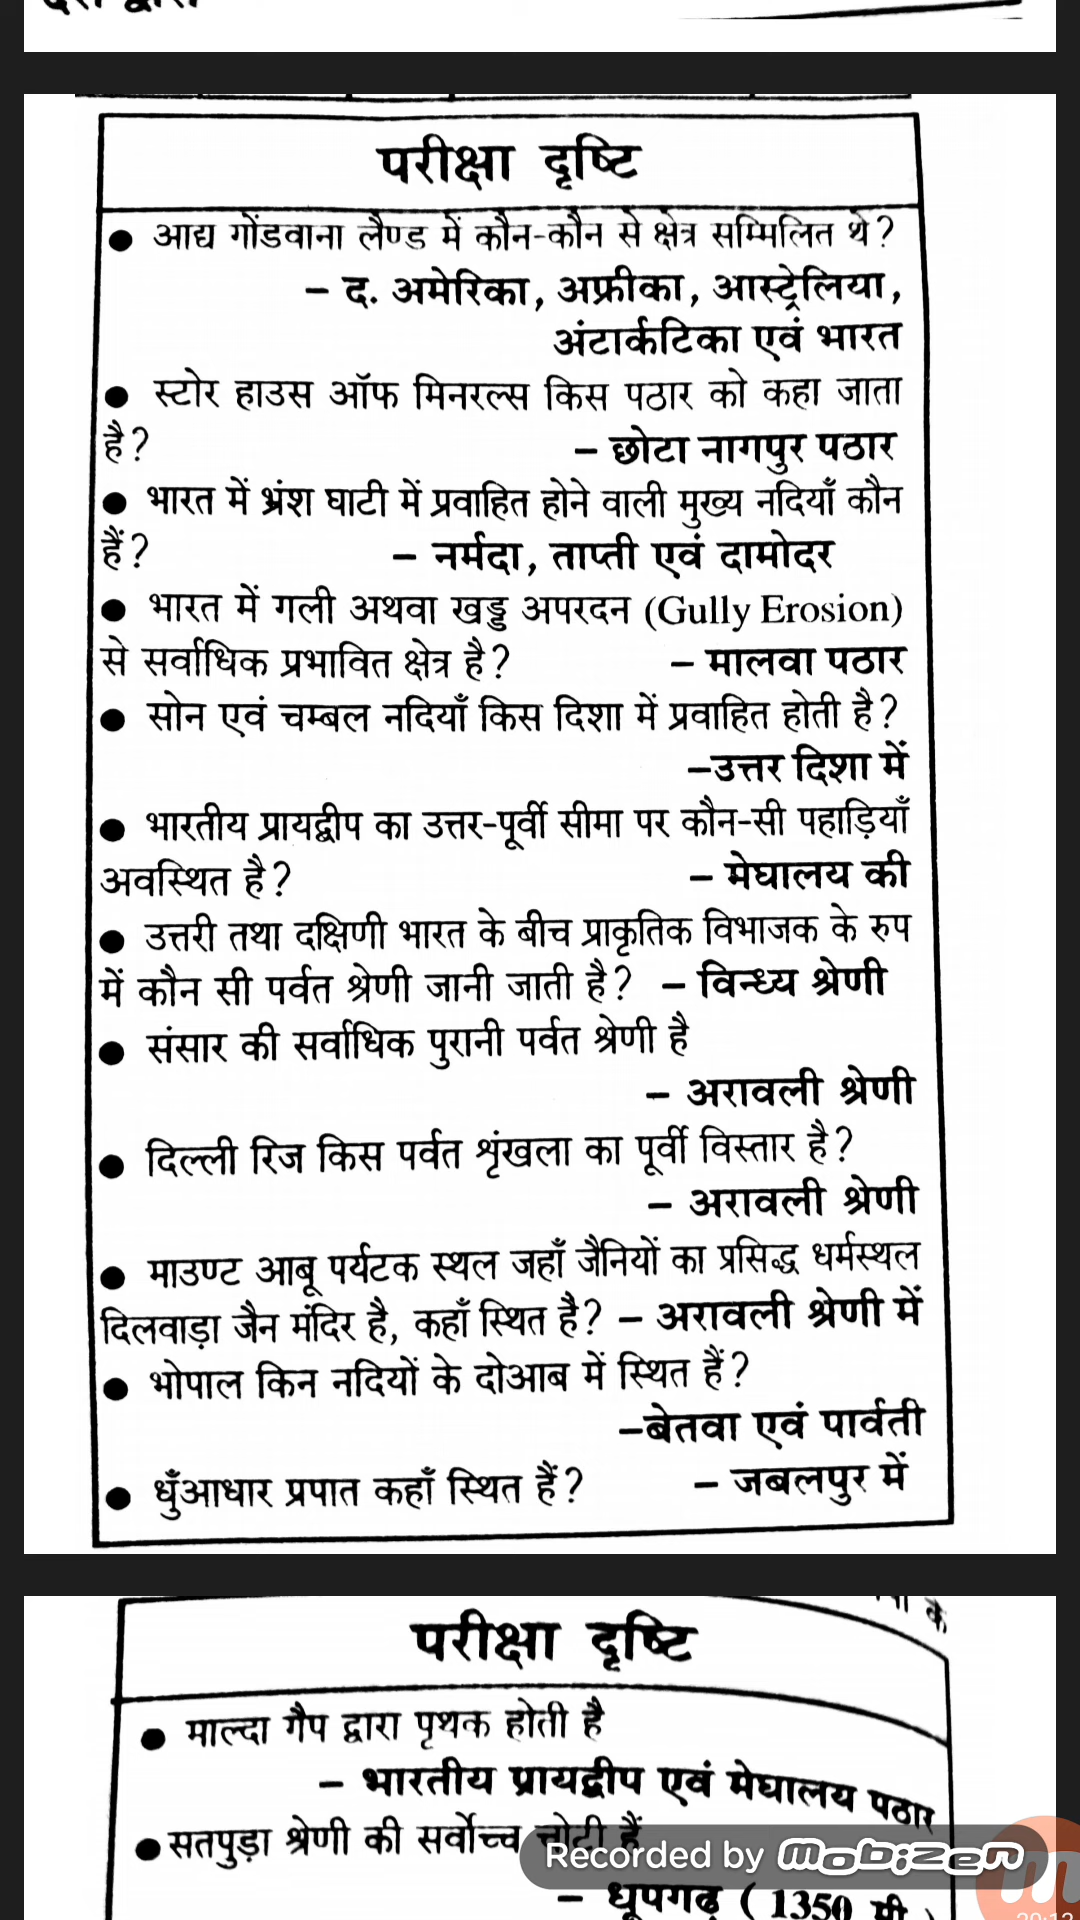 परीक्षा दृष्टि
● आद्य गोंडवाना लैण्ड में कौन-कौन से क्षेत्र सम्मिलित थे?
– द. अमेरिका, अफ्रीका, आस्ट्रेलिया,
अंटार्कटिका एवं भारत
● स्टोर हाउस ऑफ मिनरल्स किस पठार को कहा जाता
है? – छोटा नागपुर पठार
● भारत में भ्रंश घाटी में प्रवाहित होने वाली मुख्य नदियाँ कौन
हैं? – नर्मदा, ताप्ती एवं दामोदर
● भारत में गली अथवा खड्ड अपरदन (Gully Erosion)
से सर्वाधिक प्रभावित क्षेत्र है? – मालवा पठार
● सोन एवं चम्बल नदियाँ किस दिशा में प्रवाहित होती है?
–उत्तर दिशा में
● भारतीय प्रायद्वीप का उत्तर-पूर्वी सीमा पर कौन-सी पहाड़ियाँ
अवस्थित है? – मेघालय की
● उत्तरी तथा दक्षिणी भारत के बीच प्राकृतिक विभाजक के रुप
में कौन सी पर्वत श्रेणी जानी जाती है? – विन्ध्य श्रेणी
● संसार की सर्वाधिक पुरानी पर्वत श्रेणी है
– अरावली श्रेणी
● दिल्ली रिज किस पर्वत शृंखला का पूर्वी विस्तार है?
– अरावली श्रेणी
● माउण्ट आबू पर्यटक स्थल जहाँ जैनियों का प्रसिद्ध धर्मस्थल
दिलवाड़ा जैन मंदिर है, कहाँ स्थित है? – अरावली श्रेणी में
● भोपाल किन नदियों के दोआब में स्थित हैं?
–बेतवा एवं पार्वती
● धुँआधार प्रपात कहाँ स्थित हैं? – जबलपुर में
के
परीक्षा दृष्टि
● माल्दा गैप द्वारा पृथक होती है
– भारतीय प्रायद्वीप एवं मेघालय पठार
● सतपुड़ा श्रेणी की सर्वोच्च चोटी हैं
Recorded by mobizen
– धूपगढ़ (1350 मी.)